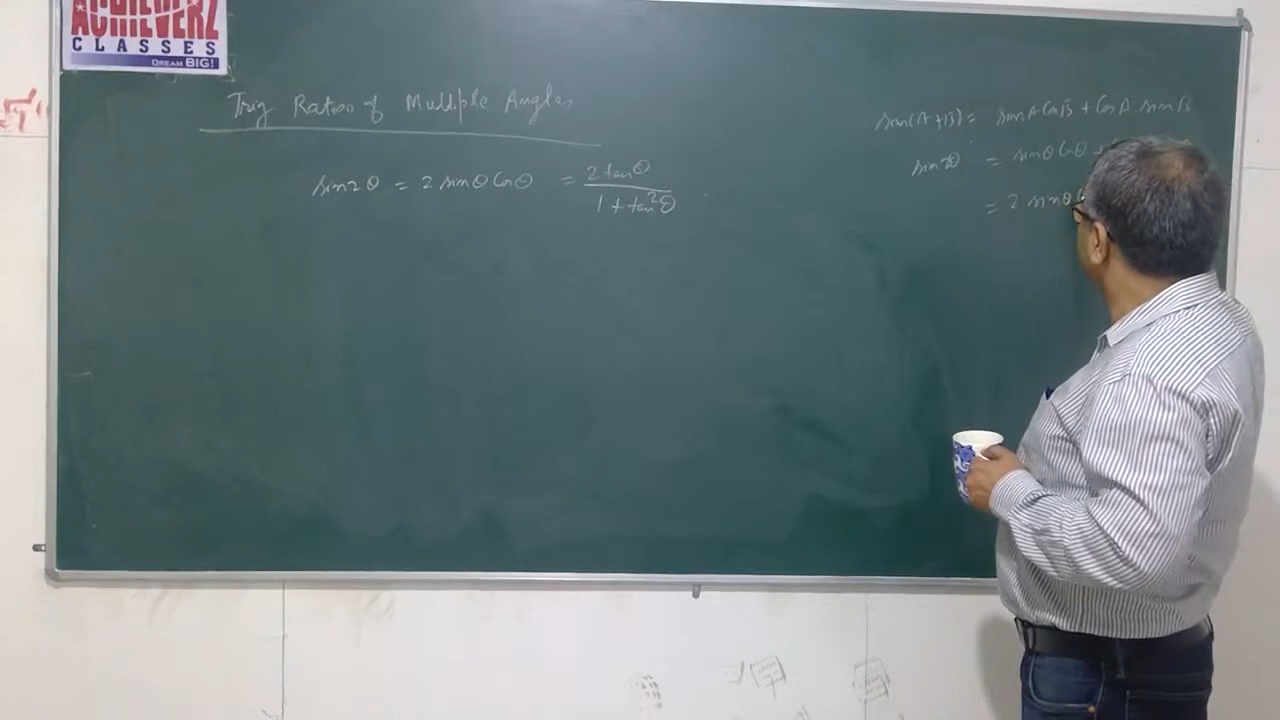 ACHIEVERZ
CLASSES
DREAM BIG!
Trig Ratio of Multiple Angles
sin2θ = 2 sinθ Cosθ = 2 tanθ / 1 + tan²θ
sin(A+B) = sinA CosB + CosA sinB
sin2θ = sinθ Cosθ +
= 2 sinθ